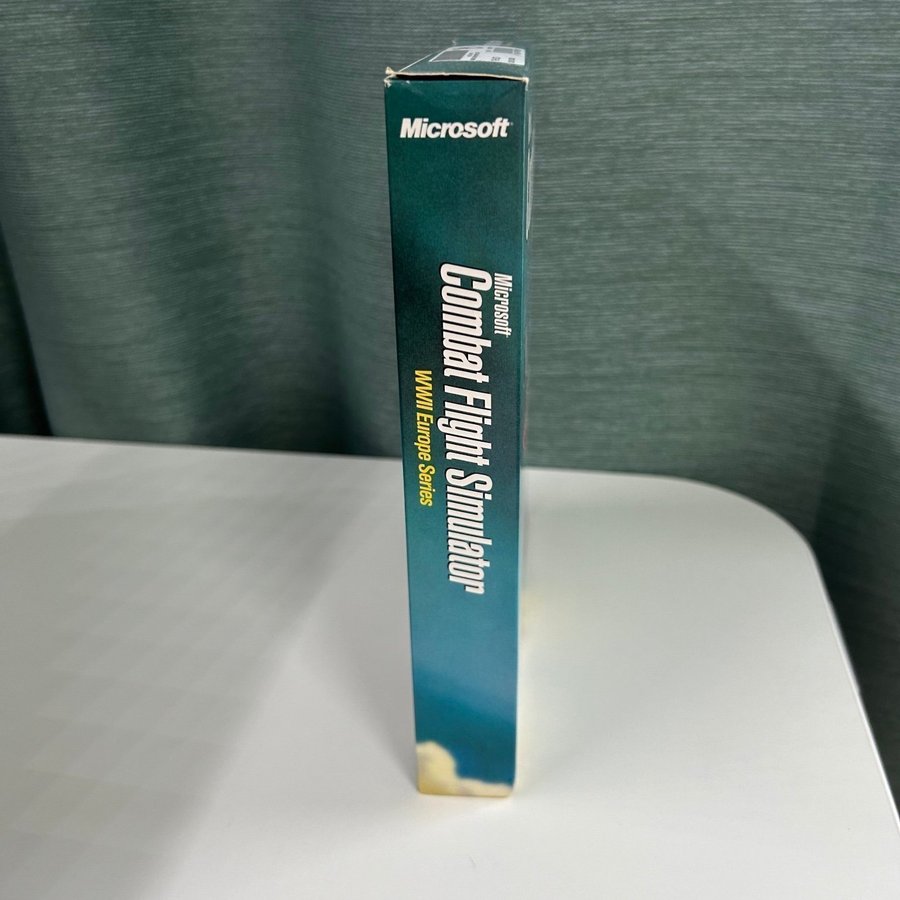 Microsoft
Microsoft
Combat Flight Simulator
WWII Europe Series